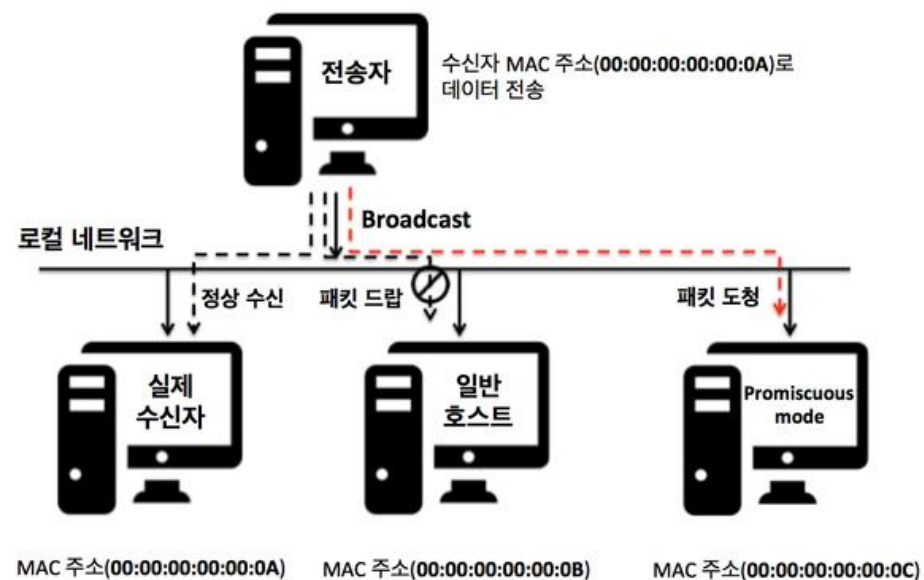 전송자
수신자 MAC 주소(00:00:00:00:00:0A)로
데이터 전송
Broadcast
로컬 네트워크
정상 수신
패킷 드랍
패킷 도청
실제
수신자
일반
호스트
Promiscuous
mode
MAC 주소(00:00:00:00:00:0A)
MAC 주소(00:00:00:00:00:0B)
MAC 주소(00:00:00:00:00:0C)